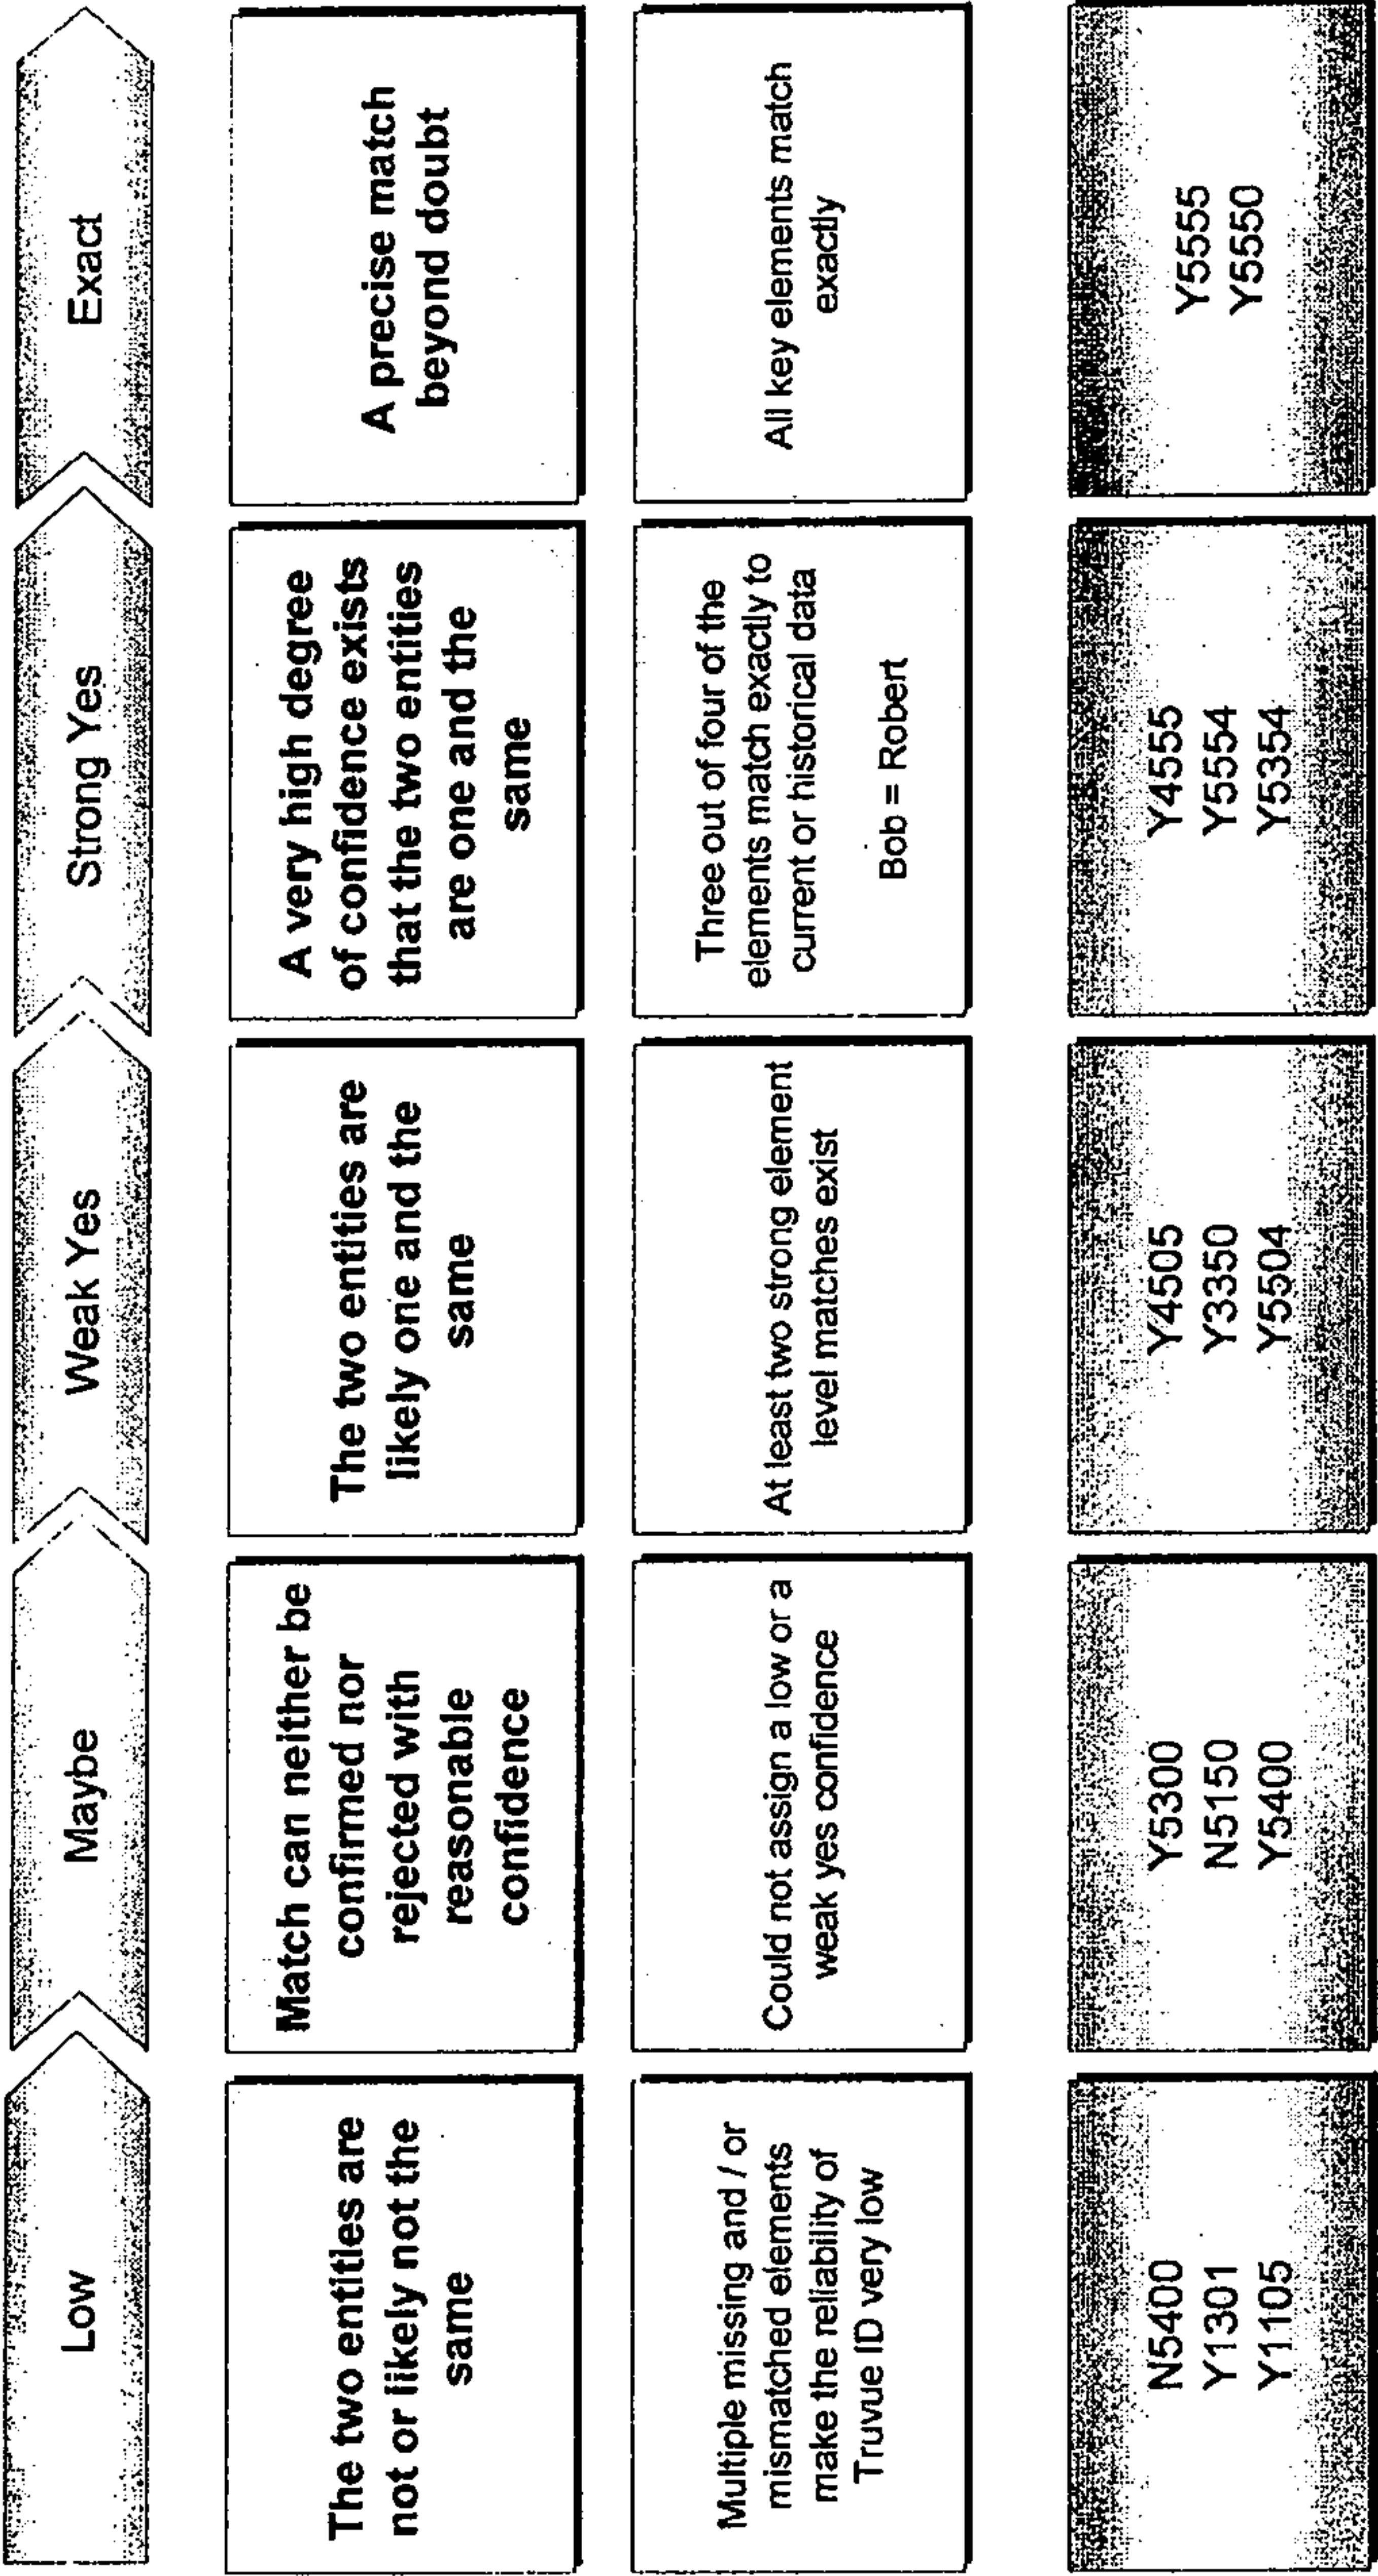 Low
Maybe
Weak Yes
Strong Yes
Exact
The two entities are
not or likely not the
same
Match can neither be
confirmed nor
rejected with
reasonable
confidence
The two entities are
likely one and the
same
A very high degree
of confidence exists
that the two entities
are one and the
same
A precise match
beyond doubt
Multiple missing and / or
mismatched elements
make the reliability of
Truvue ID very low
Could not assign a low or a
weak yes confidence
At least two strong element
level matches exist
Three out of four of the
elements match exactly to
current or historical data
Bob = Robert
All key elements match
exactly
N5400
Y1301
Y1105
Y5300
N5150
Y5400
Y4505
Y3350
Y5504
Y4555
Y5554
Y5354
Y5555
Y5550